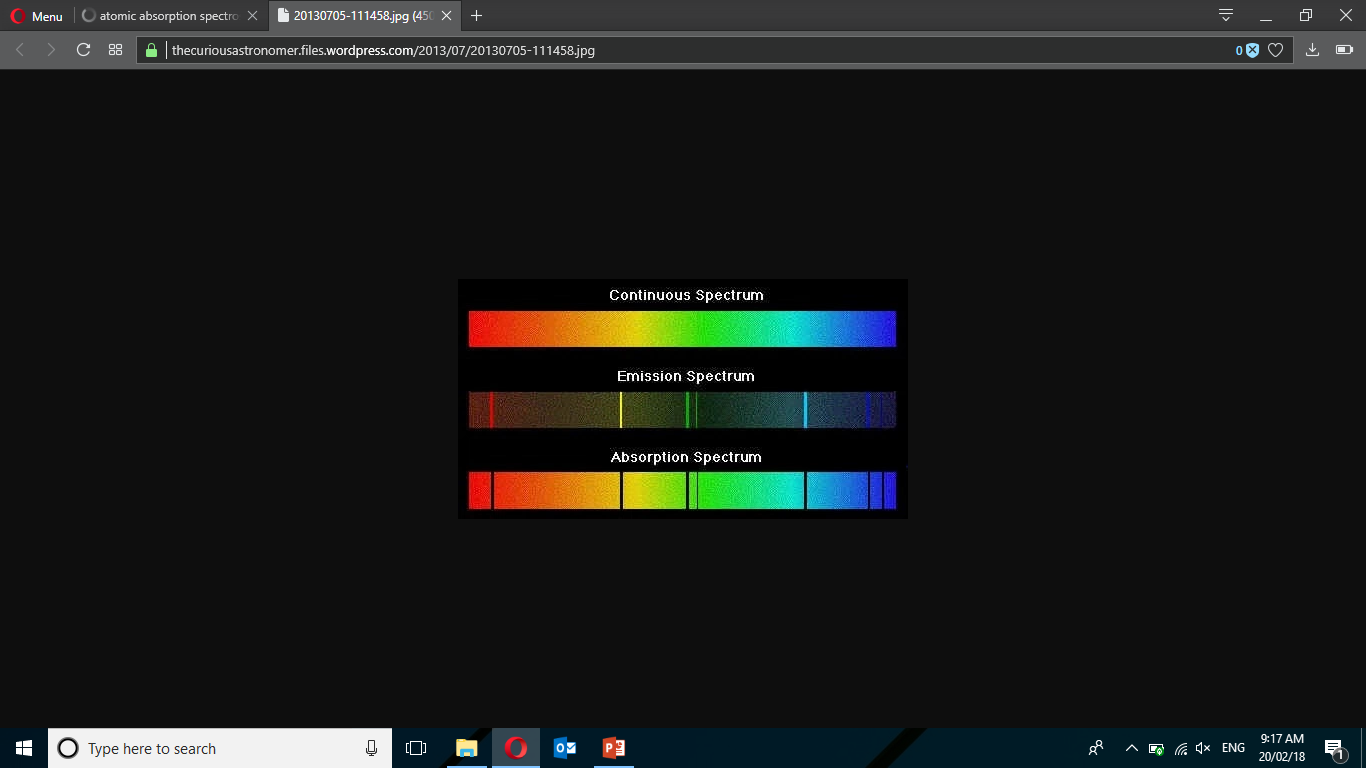 Menu
atomic absorption spectro
20130705-111458.jpg (450
thecuriousastronomer.files.wordpress.com/2013/07/20130705-111458.jpg
0
Continuous Spectrum
Emission Spectrum
Absorption Spectrum
Type here to search
ENG
9:17 AM
20/02/18
1